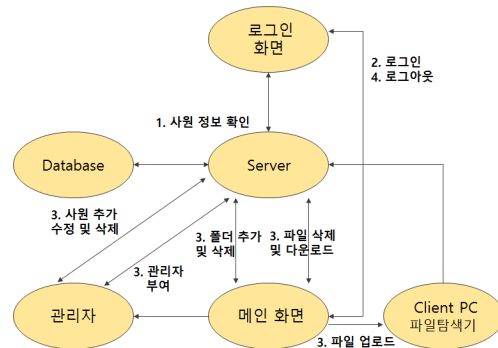 로그인
화면
2. 로그인
4. 로그아웃
1. 사원 정보 확인
Database
Server
3. 사원 추가
수정 및 삭제
3. 폴더 추가
및 삭제
3. 파일 삭제
및 다운로드
3. 관리자
부여
관리자
메인 화면
Client PC
파일탐색기
3. 파일 업로드